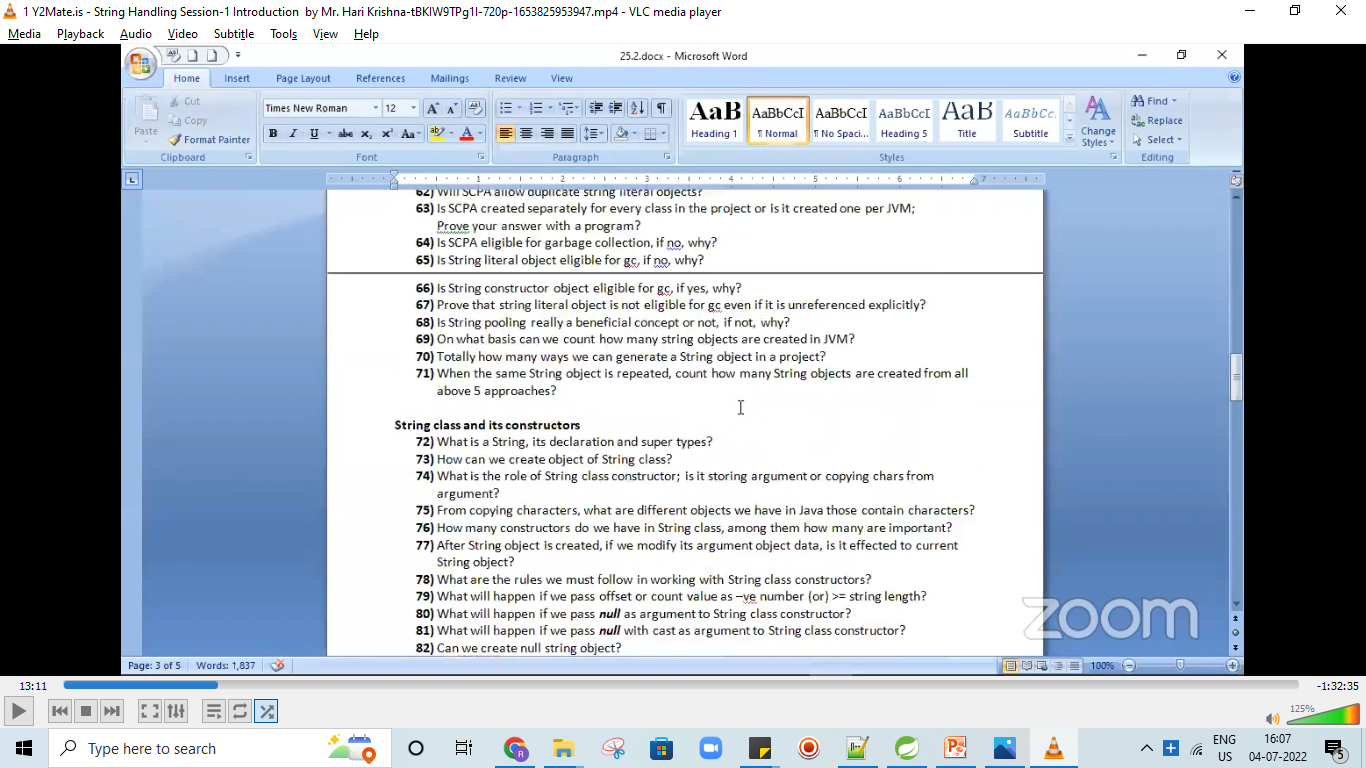 1 Y2Mate.is - String Handling Session-1 Introduction by Mr. Hari Krishna-tBKlW9TPg1I-720p-1653825953947.mp4 - VLC media player
Media Playback Audio Video Subtitle Tools View Help
25.2.docx - Microsoft Word
Home Insert Page Layout References Mailings Review View
Cut
Copy
Paste
Format Painter
Clipboard
Times New Roman 12
Font
Paragraph
AaB AaBbCcI AaBbCcI AaBbCcI AaB AaBbCc.
Heading 1 ¶ Normal ¶ No Spaci... Heading 5 Title Subtitle
Change Styles
Styles
Find
Replace
Select
Editing
1 2 3 4 5 6 7
62) Will SCPA allow duplicate string literal objects?
63) Is SCPA created separately for every class in the project or is it created one per JVM;
Prove your answer with a program?
64) Is SCPA eligible for garbage collection, if no, why?
65) Is String literal object eligible for gc, if no, why?
66) Is String constructor object eligible for gc, if yes, why?
67) Prove that string literal object is not eligible for gc even if it is unreferenced explicitly?
68) Is String pooling really a beneficial concept or not, if not, why?
69) On what basis can we count how many string objects are created in JVM?
70) Totally how many ways we can generate a String object in a project?
71) When the same String object is repeated, count how many String objects are created from all
above 5 approaches?
String class and its constructors
72) What is a String, its declaration and super types?
73) How can we create object of String class?
74) What is the role of String class constructor; is it storing argument or copying chars from
argument?
75) From copying characters, what are different objects we have in Java those contain characters?
76) How many constructors do we have in String class, among them how many are important?
77) After String object is created, if we modify its argument object data, is it effected to current
String object?
78) What are the rules we must follow in working with String class constructors?
79) What will happen if we pass offset or count value as –ve number (or) >= string length?
80) What will happen if we pass null as argument to String class constructor?
81) What will happen if we pass null with cast as argument to String class constructor?
82) Can we create null string object?
zoom
Page: 3 of 5 Words: 1,837 100%
13:11 -1:32:35
125%
Type here to search
ENG
US
16:07
04-07-2022
5